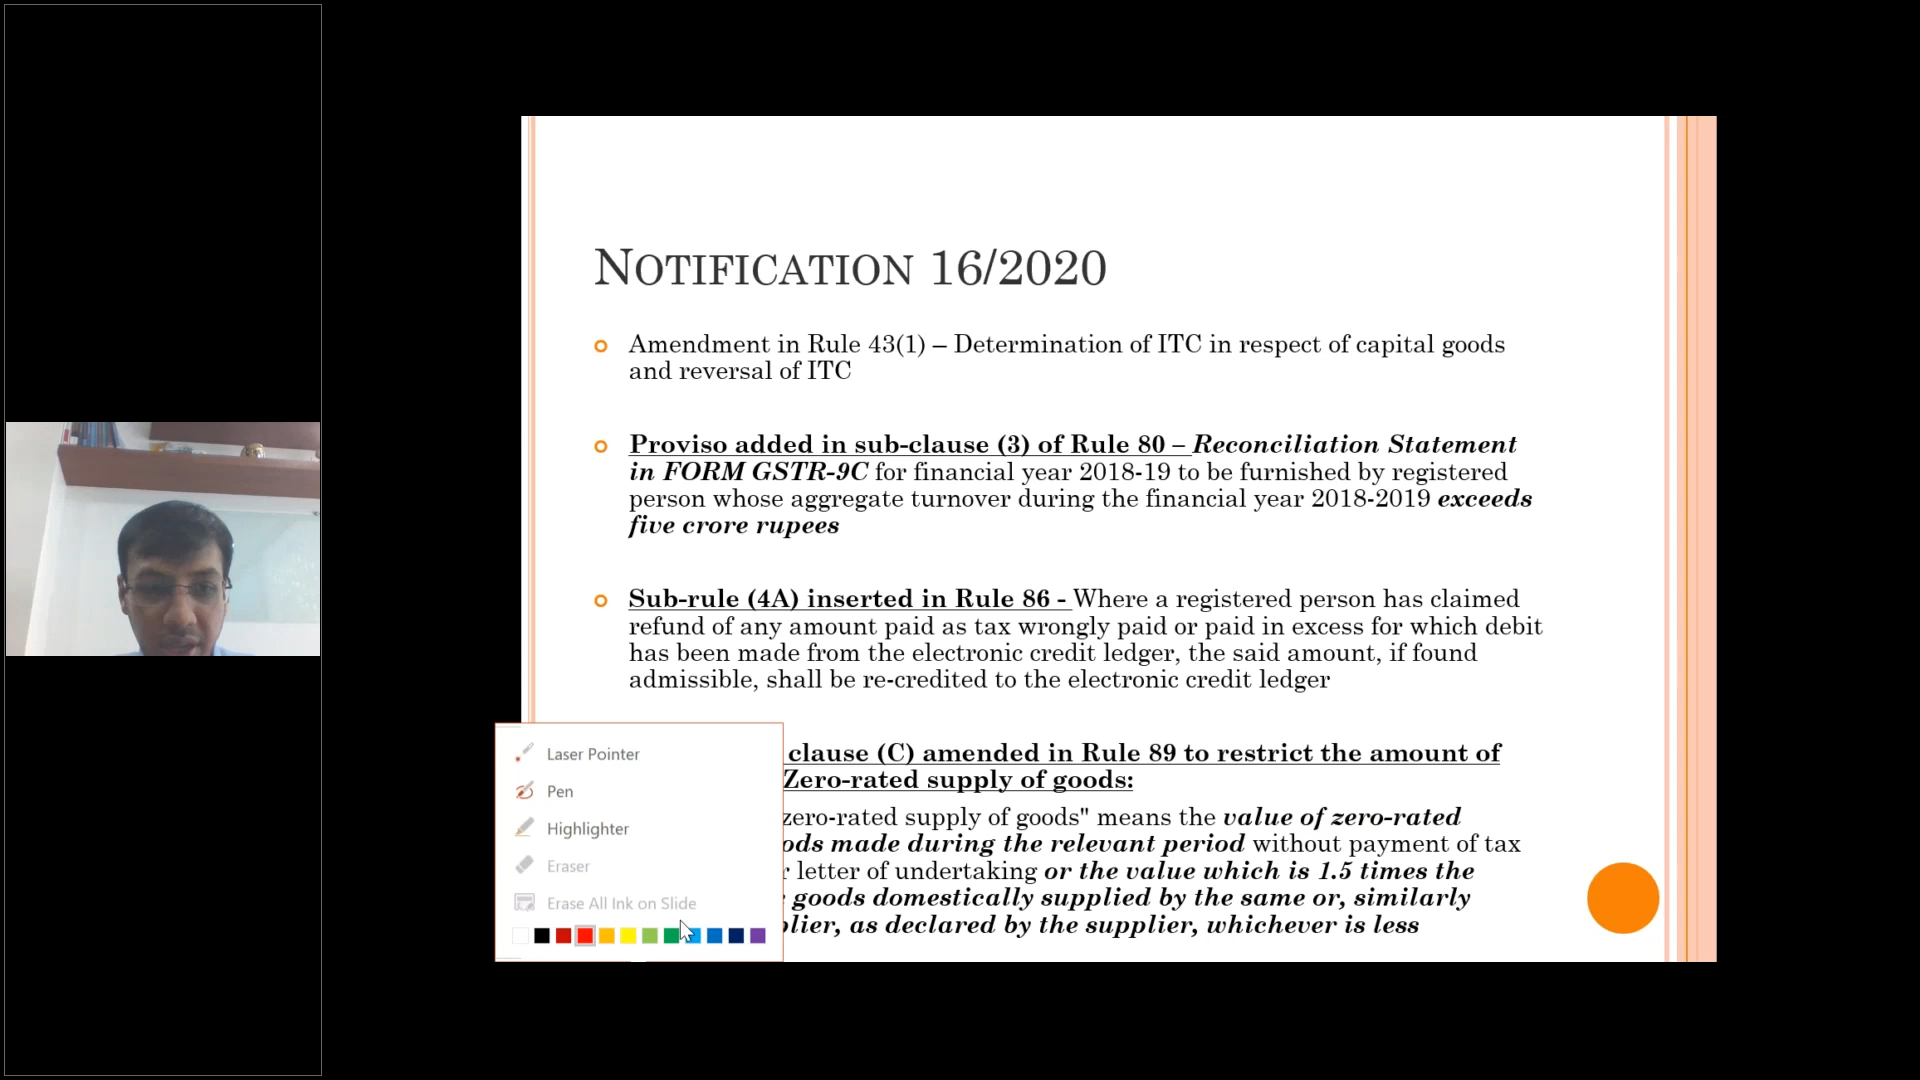 NOTIFICATION 16/2020
Amendment in Rule 43(1) – Determination of ITC in respect of capital goods
and reversal of ITC
Proviso added in sub-clause (3) of Rule 80 – Reconciliation Statement
in FORM GSTR-9C for financial year 2018-19 to be furnished by registered
person whose aggregate turnover during the financial year 2018-2019 exceeds
five crore rupees
Sub-rule (4A) inserted in Rule 86 - Where a registered person has claimed
refund of any amount paid as tax wrongly paid or paid in excess for which debit
has been made from the electronic credit ledger, the said amount, if found
admissible, shall be re-credited to the electronic credit ledger
clause (C) amended in Rule 89 to restrict the amount of
Zero-rated supply of goods:
zero-rated supply of goods" means the value of zero-rated
made during the relevant period without payment of tax
letter of undertaking or the value which is 1.5 times the
goods domestically supplied by the same or, similarly
as declared by the supplier, whichever is less
Laser Pointer
Pen
Highlighter
Eraser
Erase All Ink on Slide